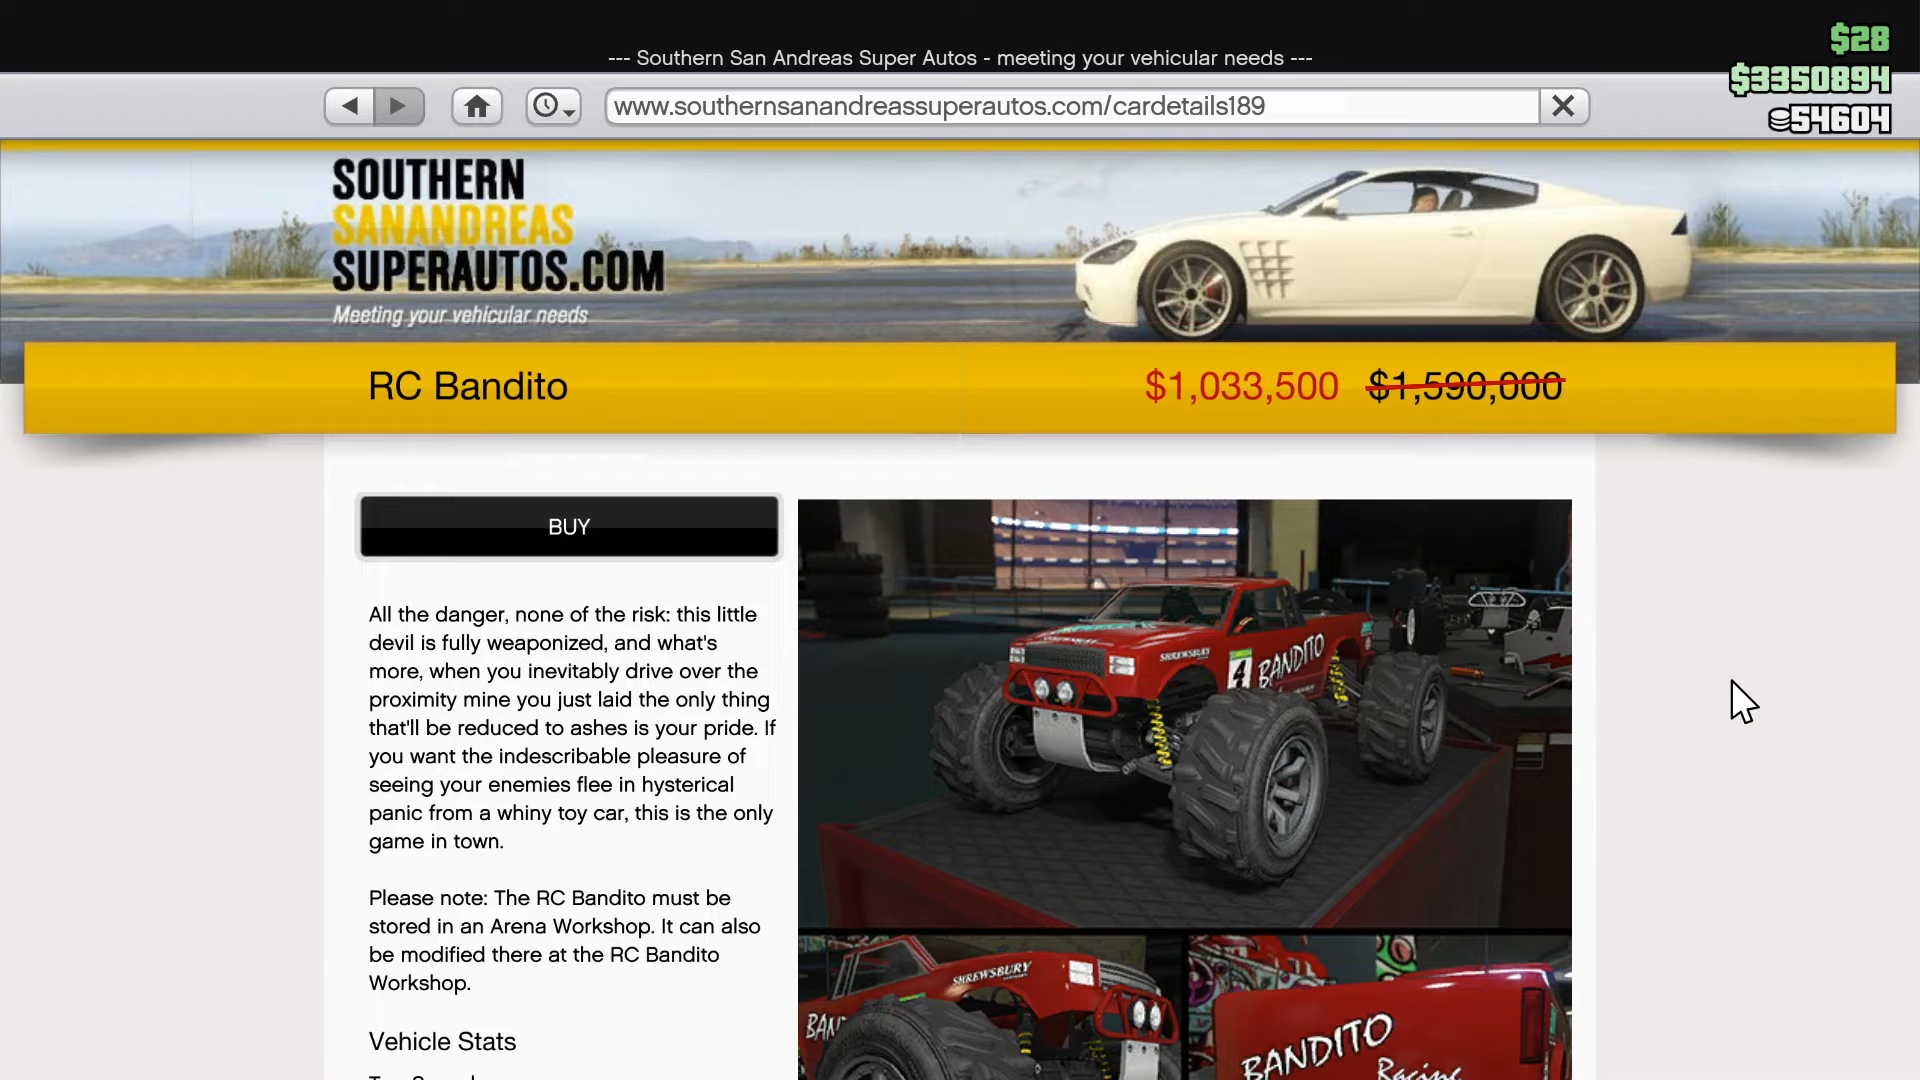 --- Southern San Andreas Super Autos - meeting your vehicular needs ---
$28
$3350894
54604
www.southernsanandreassuperautos.com/cardetails189
SOUTHERN
SANANDREAS
SUPERAUTOS.COM
Meeting your vehicular needs
RC Bandito
$1,033,500 $1,590,000
BUY
All the danger, none of the risk: this little
devil is fully weaponized, and what's
more, when you inevitably drive over the
proximity mine you just laid the only thing
that'll be reduced to ashes is your pride. If
you want the indescribable pleasure of
seeing your enemies flee in hysterical
panic from a whiny toy car, this is the only
game in town.
Please note: The RC Bandito must be
stored in an Arena Workshop. It can also
be modified there at the RC Bandito
Workshop.
Vehicle Stats
SHREWSBURY
4
BANDITO
SHREWSBURY
BANDITO
Racing